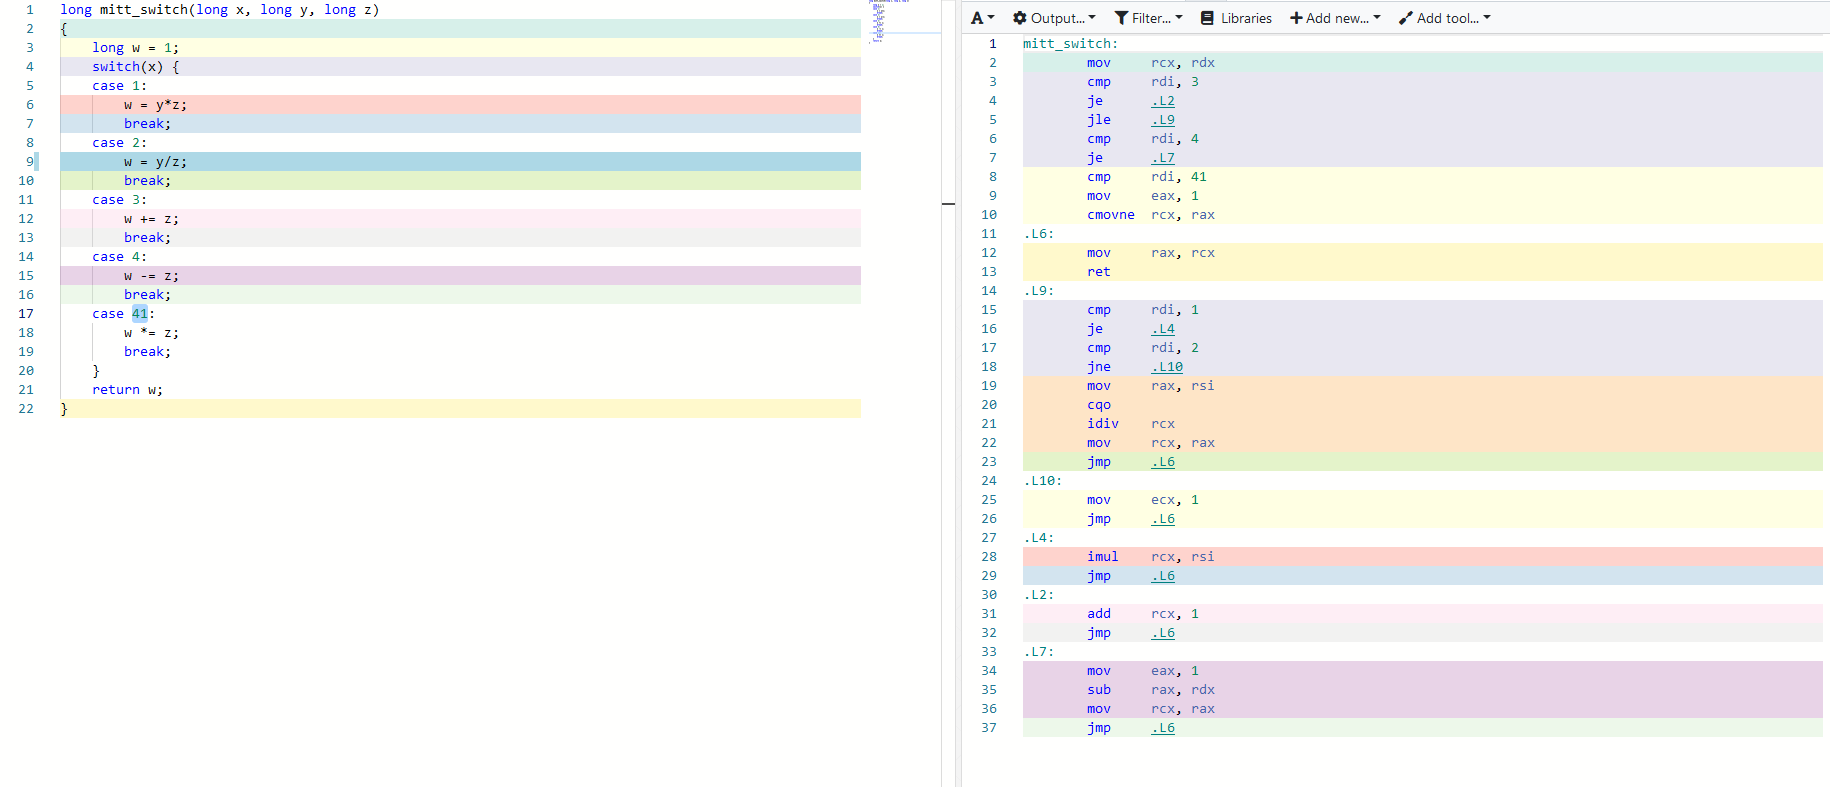 1 long mitt_switch(long x, long y, long z)
2 {
3 long w = 1;
4 switch(x) {
5 case 1:
6 w = y*z;
7 break;
8 case 2:
9 w = y/z;
10 break;
11 case 3:
12 w += z;
13 break;
14 case 4:
15 w -= z;
16 break;
17 case 41:
18 w *= z;
19 break;
20 }
21 return w;
22 }
A Output... Filter... Libraries Add new... Add tool...
1 mitt_switch:
2 mov rcx, rdx
3 cmp rdi, 3
4 je .L2
5 jle .L9
6 cmp rdi, 4
7 je .L7
8 cmp rdi, 41
9 mov eax, 1
10 cmovne rcx, rax
11 .L6:
12 mov rax, rcx
13 ret
14 .L9:
15 cmp rdi, 1
16 je .L4
17 cmp rdi, 2
18 jne .L10
19 mov rax, rsi
20 cqo
21 idiv rcx
22 mov rcx, rax
23 jmp .L6
24 .L10:
25 mov ecx, 1
26 jmp .L6
27 .L4:
28 imul rcx, rsi
29 jmp .L6
30 .L2:
31 add rcx, 1
32 jmp .L6
33 .L7:
34 mov eax, 1
35 sub rax, rdx
36 mov rcx, rax
37 jmp .L6